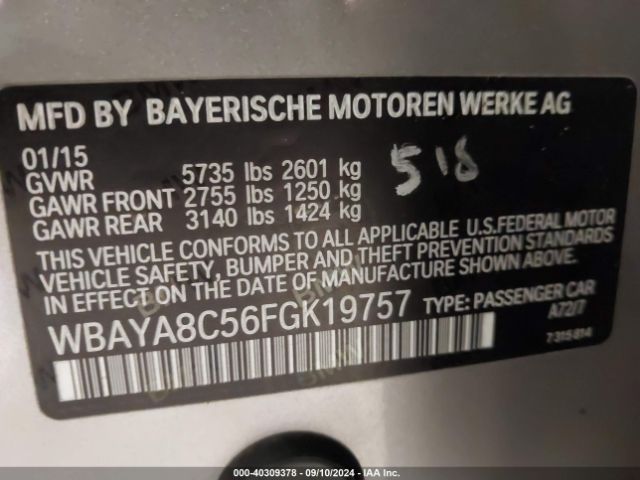 MFD BY BAYERISCHE MOTOREN WERKE AG
01/15
518
GVWR 5735 lbs 2601 kg
GAWR FRONT 2755 lbs 1250 kg
GAWR REAR 3140 lbs 1424 kg
THIS VEHICLE CONFORMS TO ALL APPLICABLE U.S.FEDERAL MOTOR
VEHICLE SAFETY, BUMPER AND THEFT PREVENTION STANDARDS
IN EFFECT ON THE DATE OF MANUFACTURE SHOWN ABOVE.
WBAYA8C56FGK19757 TYPE: PASSENGER CAR
A72/7
7 315 814
000-40309378 - 09/10/2024 - IAA Inc.